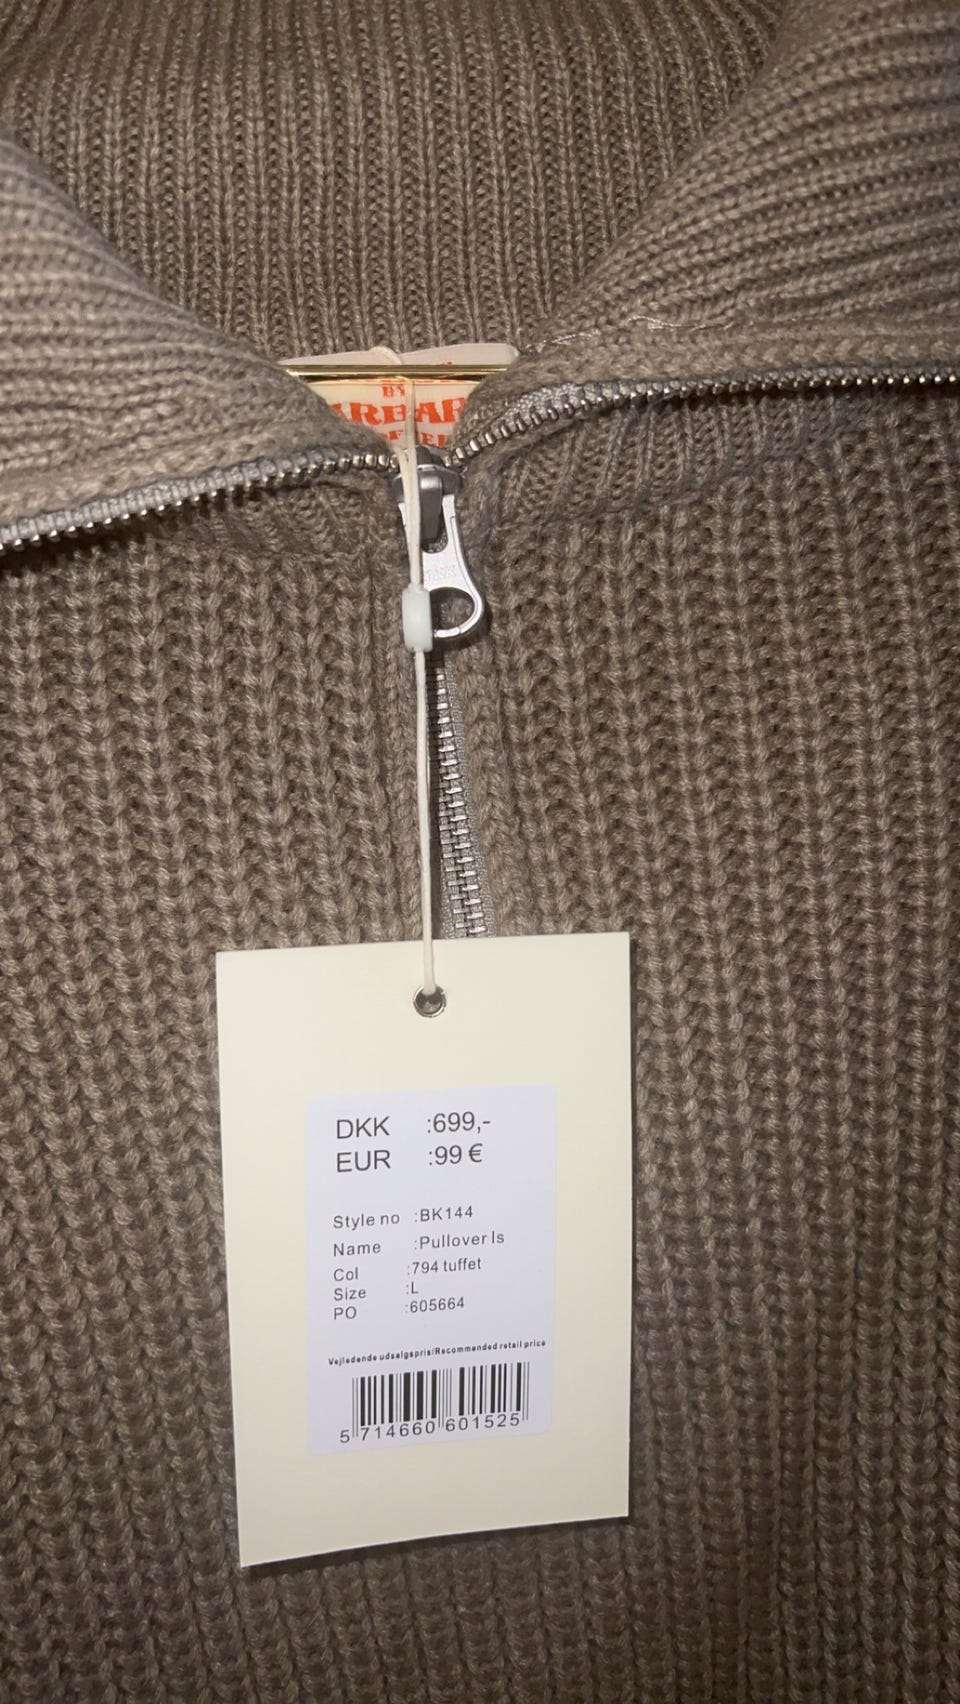 BY
DKK :699,-
EUR :99 €
Style no :BK144
Name :Pullover ls
Col :794 tuffet
Size :L
PO :605664
Vejledende udsalgspris/Recommended retail price
5 714660 601525